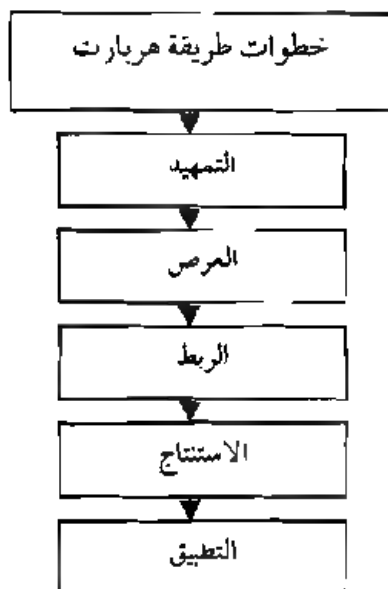 خطوات طريقة هربارت
التمهيد
العرض
الربط
الاستنتاج
التطبيق